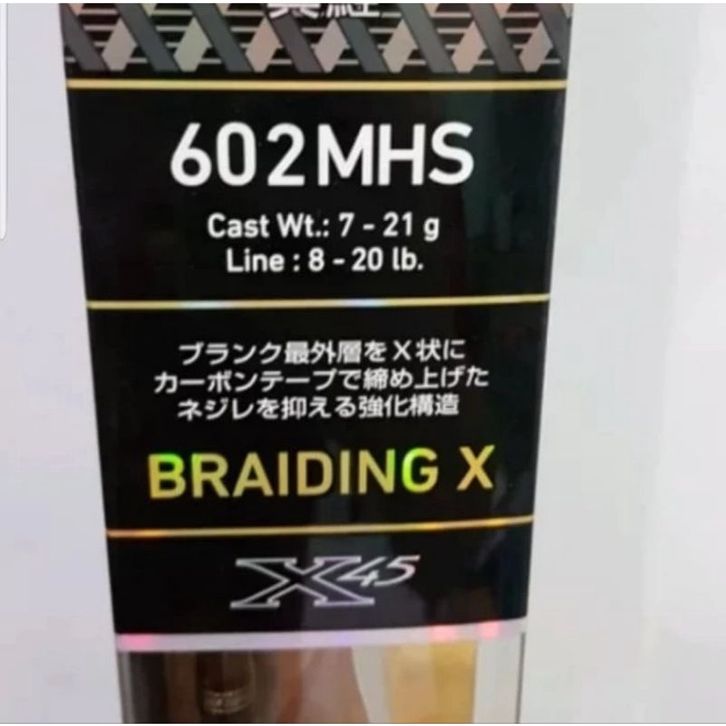 602MHS
Cast Wt.: 7 - 21 g
Line : 8 - 20 lb.
ブランク最外層をX状に
カーボンテープで締め上げた
ネジレを抑える強化構造
BRAIDING X
X45